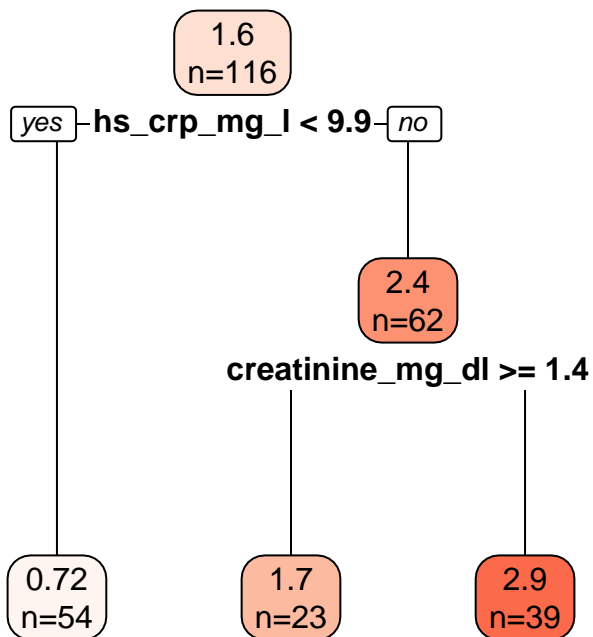 1.6
n=116
yes hs_crp_mg_l < 9.9 no
2.4
n=62
creatinine_mg_dl >= 1.4
0.72
n=54
1.7
n=23
2.9
n=39